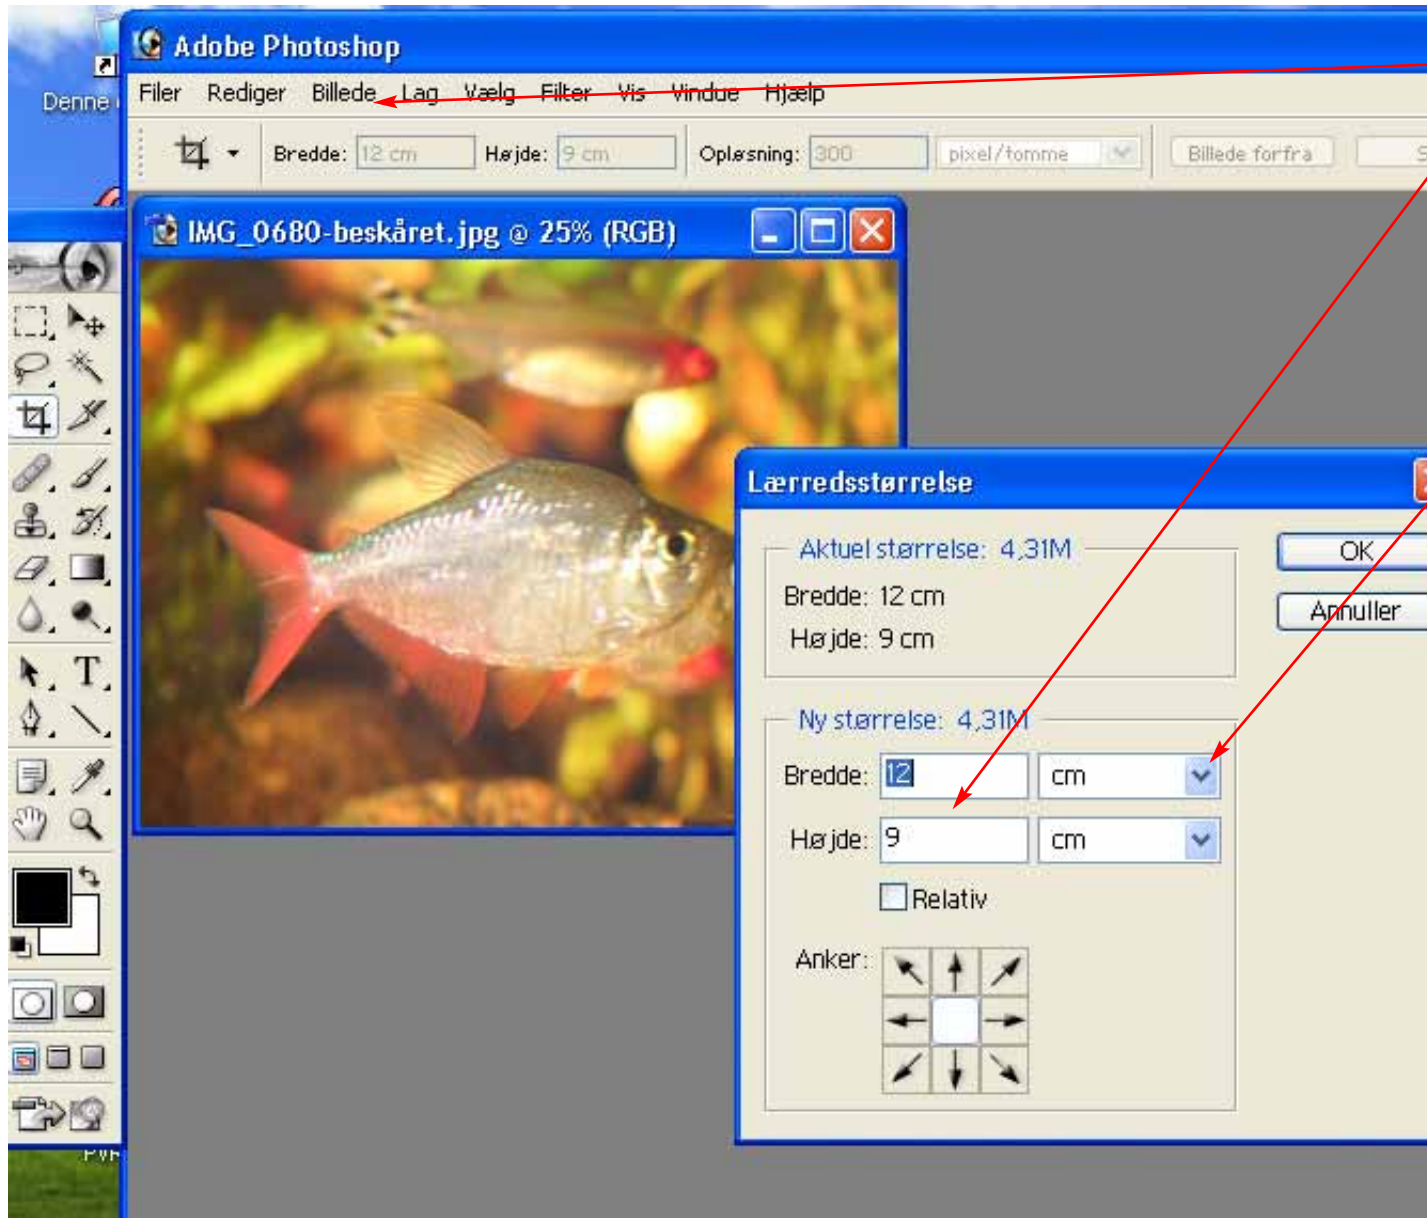 Adobe Photoshop
Denne
Filer Rediger Billede Lag Vælg Filter Vis Vindue Hjælp
Bredde: 12 cm Højde: 9 cm Opløsning: 300 pixel/tomme Billede forfra S
IMG_0680-beskåret.jpg @ 25% (RGB)
Lærredsstørrelse
Aktuel størrelse: 4,31M
OK
Bredde: 12 cm
Annuller
Højde: 9 cm
Ny størrelse: 4,31M
Bredde: 12 cm
Højde: 9 cm
Relativ
Anker:
T